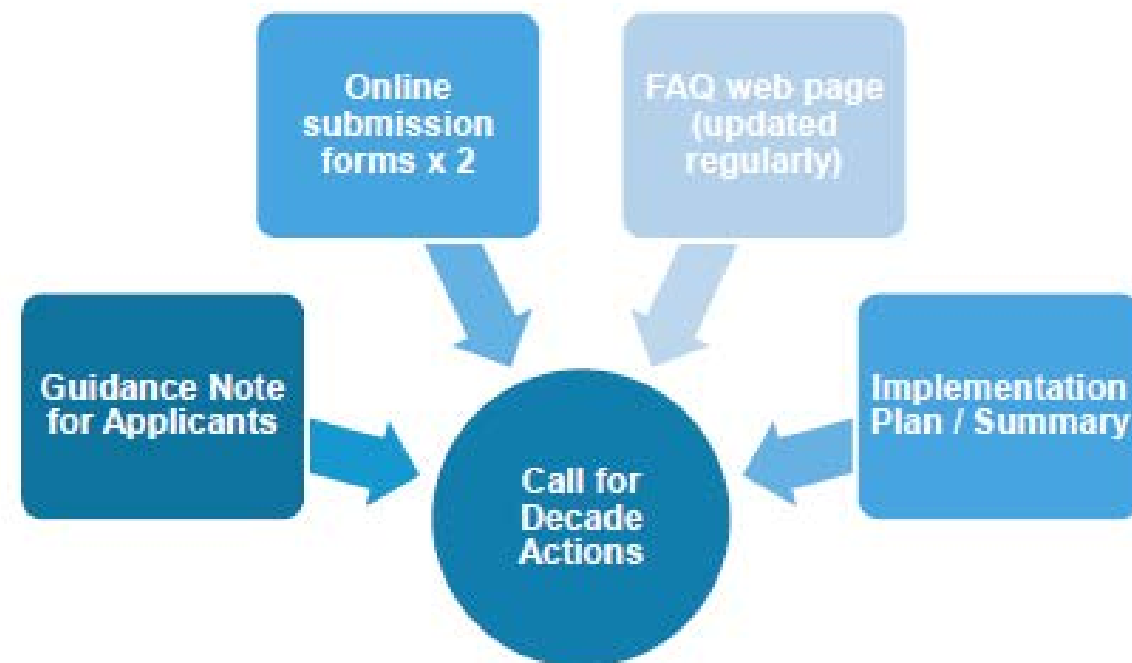 Online
submission
forms x 2
FAQ web page
(updated
regularly)
Guidance Note
for Applicants
Implementation
Plan / Summary
Call for
Decade
Actions